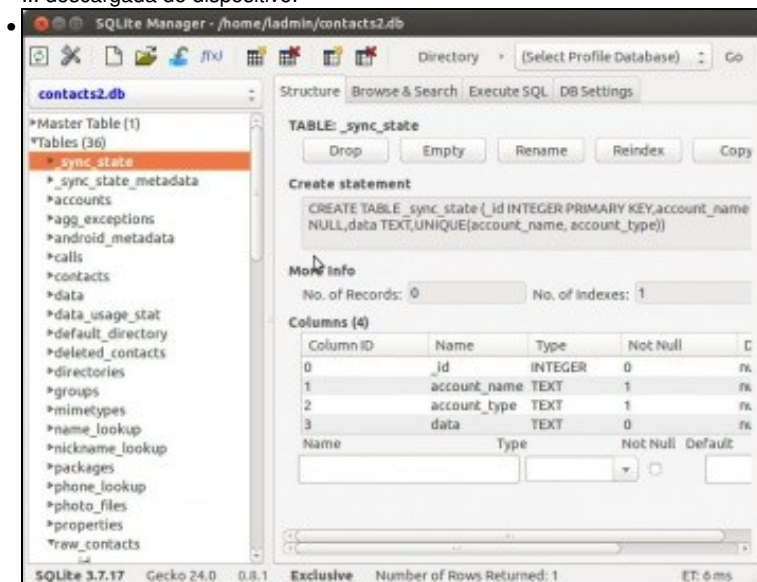 ... descargada do dispositivo.
SQLite Manager - /home/ladmin/contacts2.db
f(x)
Directory
(Select Profile Database)
Go
contacts2.db
Structure
Browse & Search
Execute SQL
DB Settings
Master Table (1)
Tables (36)
_sync_state
_sync_state_metadata
accounts
agg_exceptions
android_metadata
calls
contacts
data
data_usage_stat
default_directory
deleted_contacts
directories
groups
mimetypes
name_lookup
nickname_lookup
packages
phone_lookup
photo_files
properties
raw_contacts
TABLE: _sync_state
Drop
Empty
Rename
Reindex
Copy
Create statement
CREATE TABLE _sync_state (_id INTEGER PRIMARY KEY,account_name
NULL,data TEXT,UNIQUE(account_name, account_type))
More Info
No. of Records: 0
No. of Indexes: 1
Columns (4)
Column ID Name Type Not Null D
0 _id INTEGER 0 nu
1 account_name TEXT 1 nu
2 account_type TEXT 1 nu
3 data TEXT 0 nu
Name Type Not Null Default
SQLite 3.7.17 Gecko 24.0 0.8.1 Exclusive Number of Rows Returned: 1 ET: 6 ms